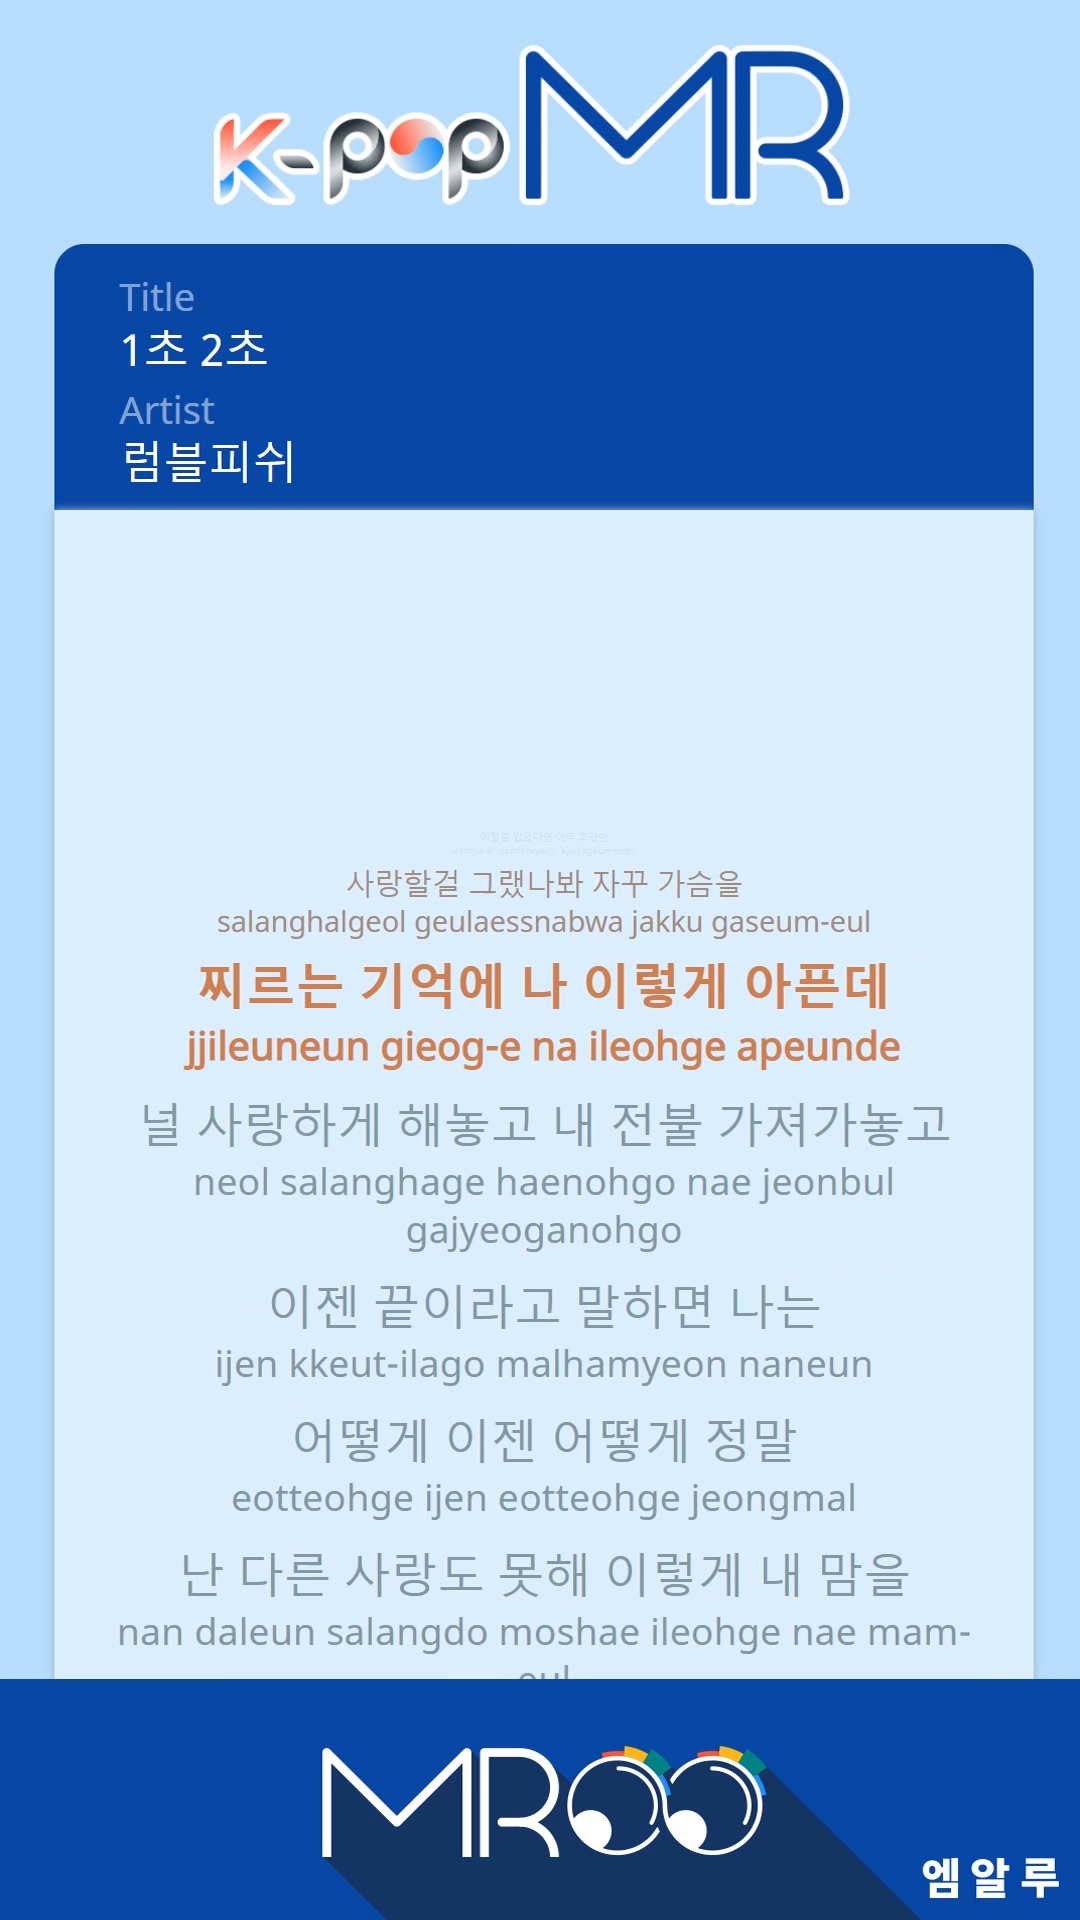 K-pop MR
Title
1초 2초
Artist
럼블피쉬
사랑할걸 그랬나봐 자꾸 가슴을
salanghalgeol geulaessnabwa jakku gaseum-eul
찌르는 기억에 나 이렇게 아픈데
jjileuneun gieog-e na ileohge apeunde
널 사랑하게 해놓고 내 전불 가져가놓고
neol salanghage haenohgo nae jeonbul
gajyeoganohgo
이젠 끝이라고 말하면 나는
ijen kkeut-ilago malhamyeon naneun
어떻게 이젠 어떻게 정말
eotteohge ijen eotteohge jeongmal
난 다른 사랑도 못해 이렇게 내 맘을
nan daleun salangdo moshae ileohge nae mam-
eul
MROO
엠알루